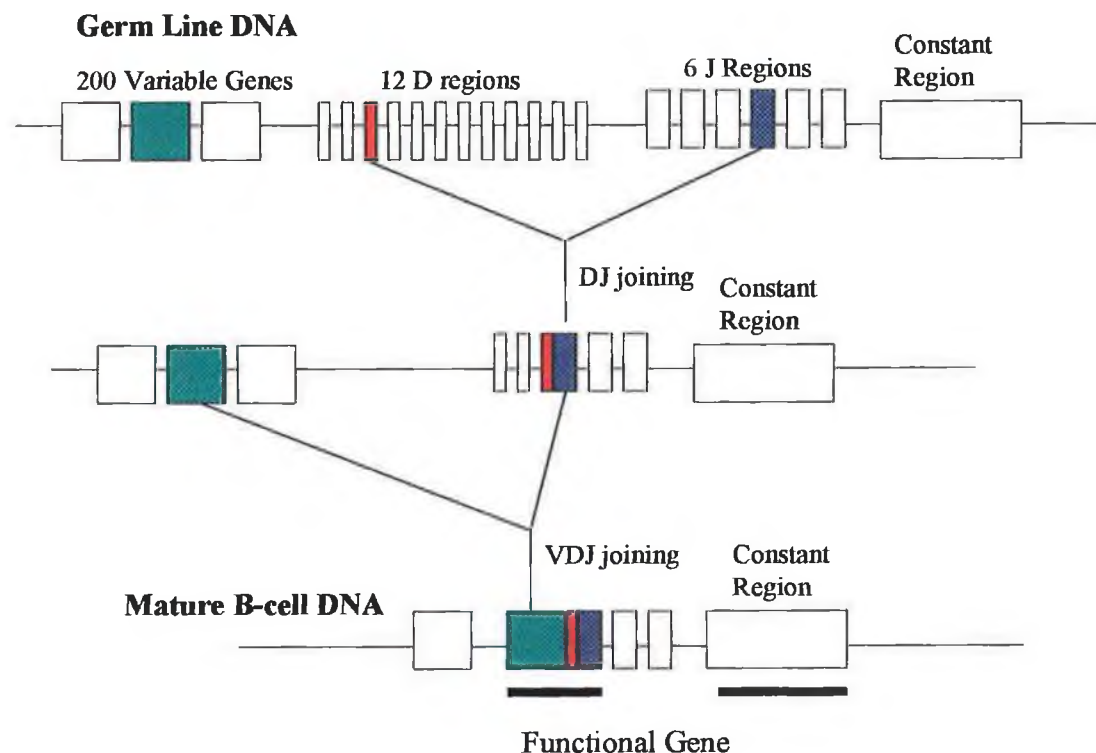 Germ Line DNA
200 Variable Genes
12 D regions
6 J Regions
Constant
Region
DJ joining
Constant
Region
VDJ joining
Constant
Region
Mature B-cell DNA
Functional Gene